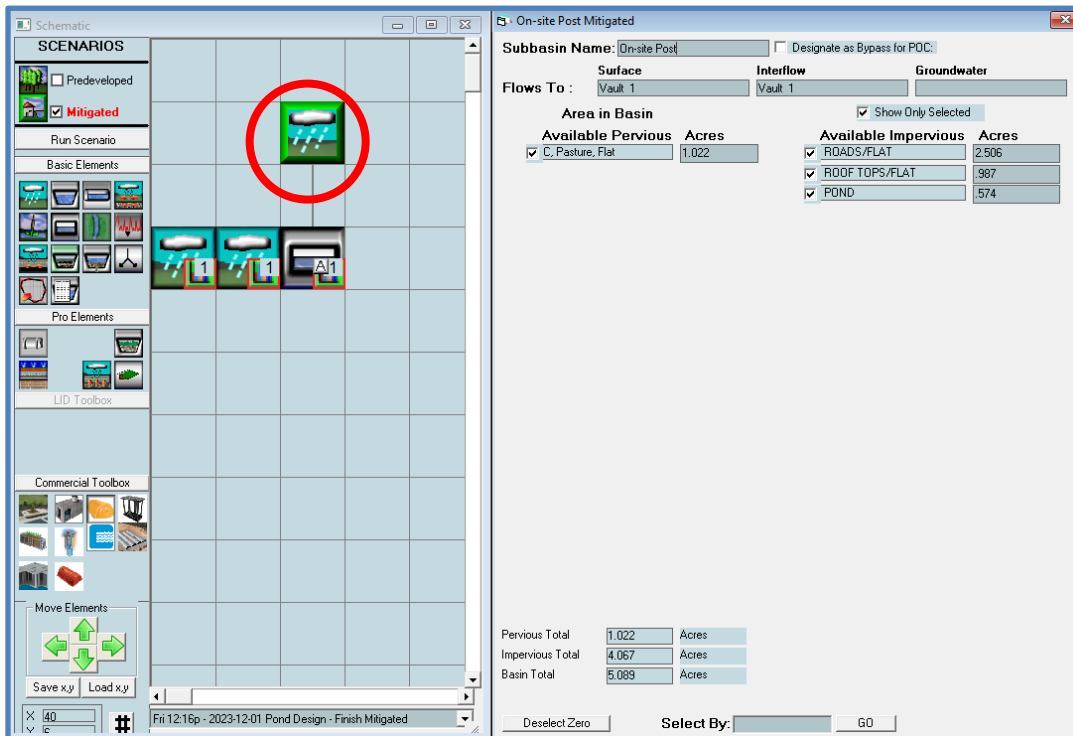 Schematic
SCENARIOS
Predeveloped
Mitigated
Run Scenario
Basic Elements
Pro Elements
LID Toolbox
Commercial Toolbox
Move Elements
Save x,y Load x,y
X 40
Y 6
#
1 1 A 1
Fri 12:16p - 2023-12-01 Pond Design - Finish Mitigated
On-site Post Mitigated
Subbasin Name: On-site Post Designate as Bypass for POC:
Surface Interflow Groundwater
Flows To : Vault 1 Vault 1
Area in Basin Show Only Selected
Available Pervious Acres Available Impervious Acres
C, Pasture, Flat 1.022 ROADS/FLAT 2.506
ROOF TOPS/FLAT .987
POND .574
Pervious Total 1.022 Acres
Impervious Total 4.067 Acres
Basin Total 5.089 Acres
Deselect Zero Select By: GO